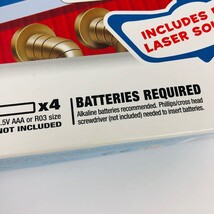 INCLUDES
LASER SO
x4
.5V AAA or R03 size
NOT INCLUDED
BATTERIES REQUIRED
Alkaline batteries recommended. Phillips/cross head
screwdriver (not included) needed to insert batteries.